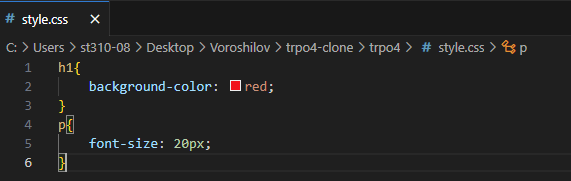 # style.css ×
C: > Users > st310-08 > Desktop > Voroshilov > trpo4-clone > trpo4 > # style.css > p
1 h1{
2 background-color: red;
3 }
4 p{
5 font-size: 20px;
6 }